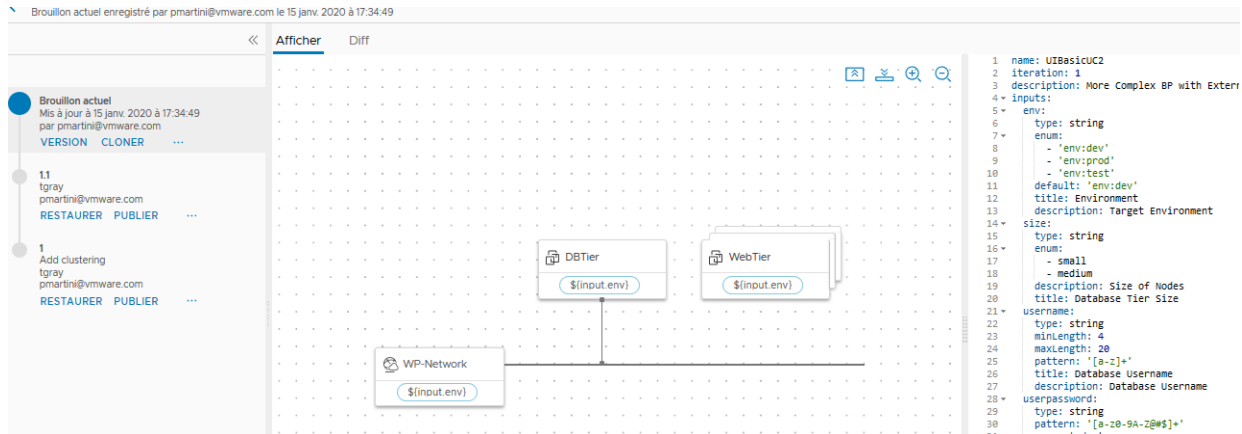 Brouillon actuel enregistré par pmartini@vmware.com le 15 janv. 2020 à 17:34:49
Afficher Diff
Brouillon actuel
Mis à jour à 15 janv. 2020 à 17:34:49
par pmartini@vmware.com
VERSION CLONER ...
1.1
tgray
pmartini@vmware.com
RESTAURER PUBLIER ...
1
Add clustering
tgray
pmartini@vmware.com
RESTAURER PUBLIER ...
DBTier
${input.env}
WebTier
${input.env}
WP-Network
${input.env}
1 name: UIBasicUC2
2 iteration: 1
3 description: More Complex BP with Extern
4 inputs:
5 env:
6 type: string
7 enum:
8 - 'env:dev'
9 - 'env:prod'
10 - 'env:test'
11 default: 'env:dev'
12 title: Environment
13 description: Target Environment
14 size:
15 type: string
16 enum:
17 - small
18 - medium
19 description: Size of Nodes
20 title: Database Tier Size
21 username:
22 type: string
23 minLength: 4
24 maxLength: 20
25 pattern: '[a-z]+'
26 title: Database Username
27 description: Database Username
28 userpassword:
29 type: string
30 pattern: '[a-z0-9A-Z@#$]+'